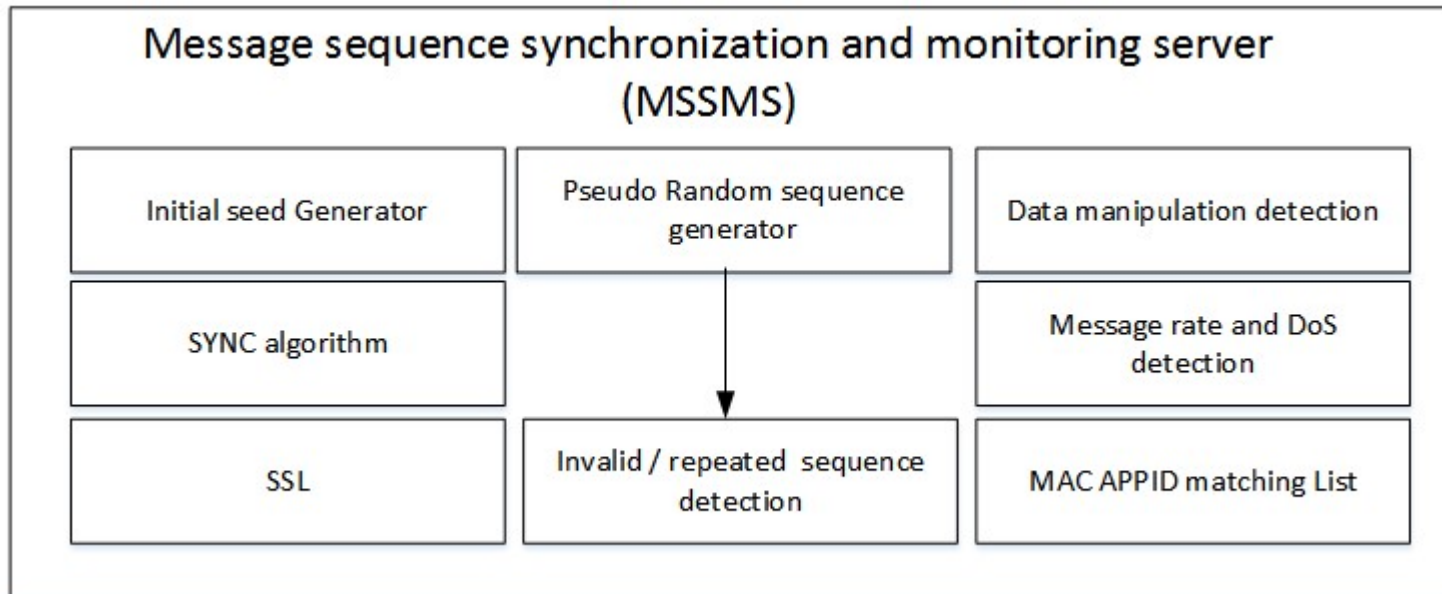 Message sequence synchronization and monitoring server
(MSSMS)
Initial seed Generator
Pseudo Random sequence
generator
Data manipulation detection
SYNC algorithm
Message rate and DoS
detection
SSL
Invalid / repeated sequence
detection
MAC APPID matching List